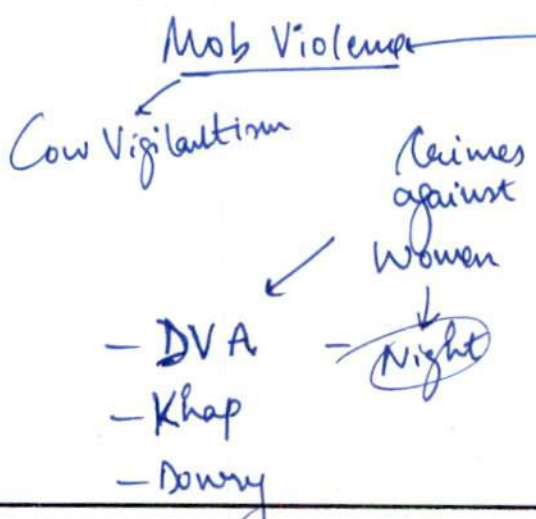 Mob Violence
Cow Vigilantism
Crimes
against
Women
- DVA
- Night
- Khap
- Dowry